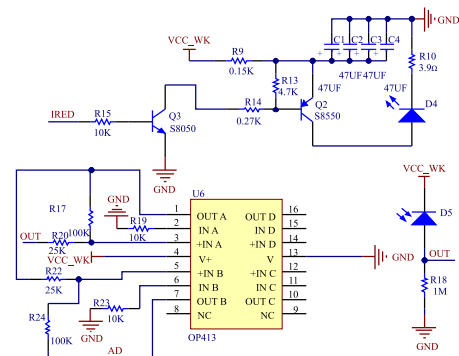 GND
C1 C2 C3 C4
VCC_WK
R9
0.15K
R10
3.9Ω
R13
4.7K
47UF
47UF 47UF
47UF
R14
0.27K
Q2
S8550
D4
IRED
R15
10K
Q3
S8050
GND
VCC_WK
U6
GND
R17
100K
R19
10K
OUT
R20
25K
VCC_WK
R22
25K
R23
10K
GND
R24
100K
AD
1 OUT A OUT D 16
2 IN A IN D 15
3 +IN A +IN D 14
4 V+ V 13
5 +IN B +IN C 12
6 IN B IN C 11
7 OUT B OUT C 10
8 NC NC 9
OP413
GND
D5
OUT
R18
1M
GND